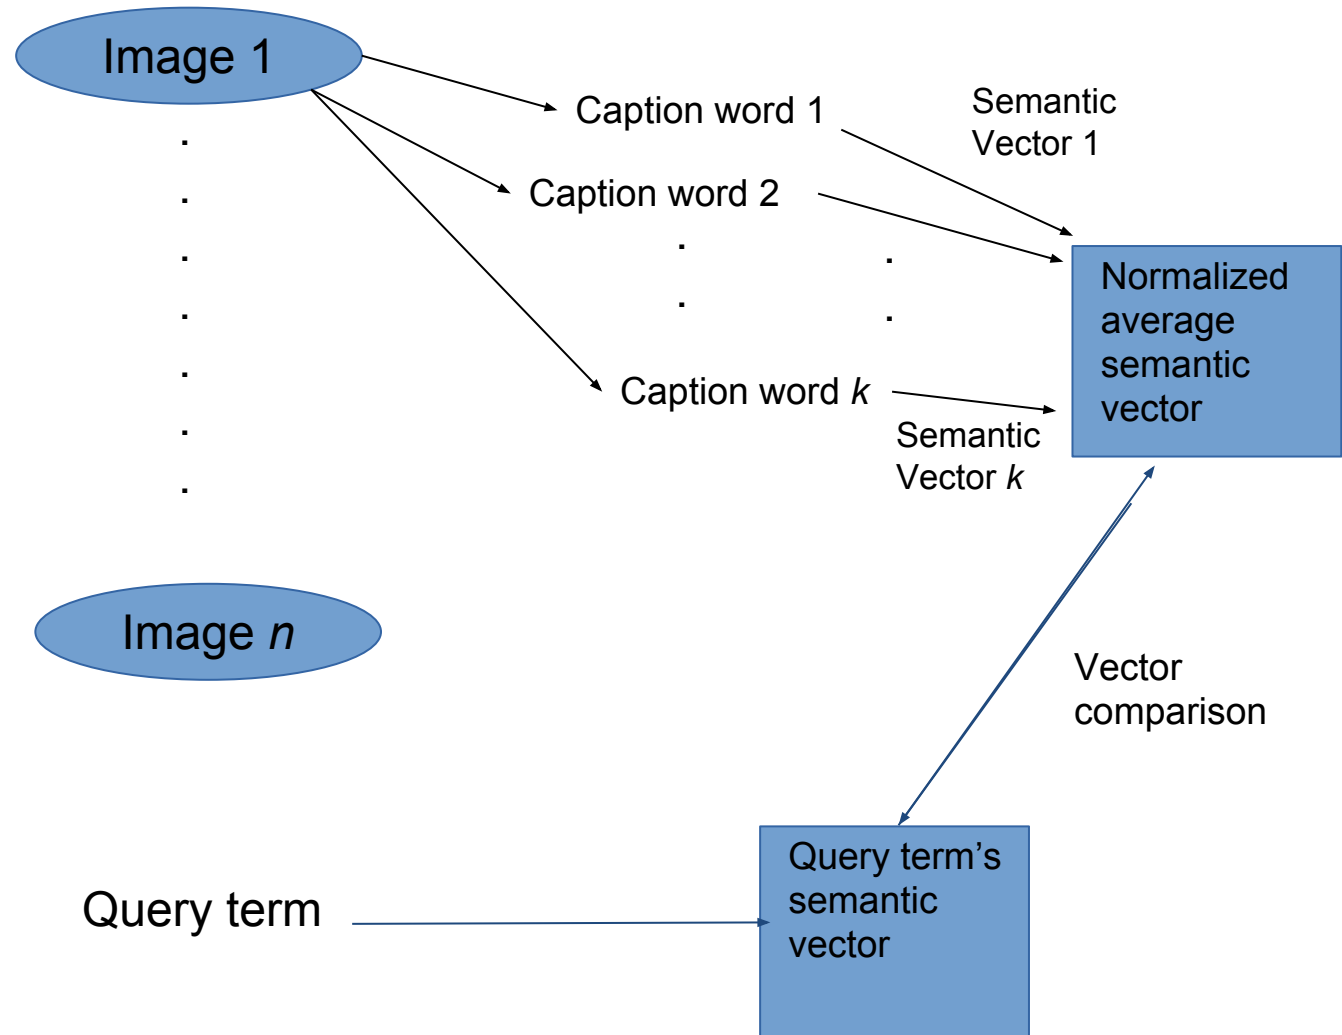 Image 1
Caption word 1
Semantic
Vector 1
Caption word 2
Normalized
average
semantic
vector
Caption word k
Semantic
Vector k
Image n
Vector
comparison
Query term
Query term’s
semantic
vector